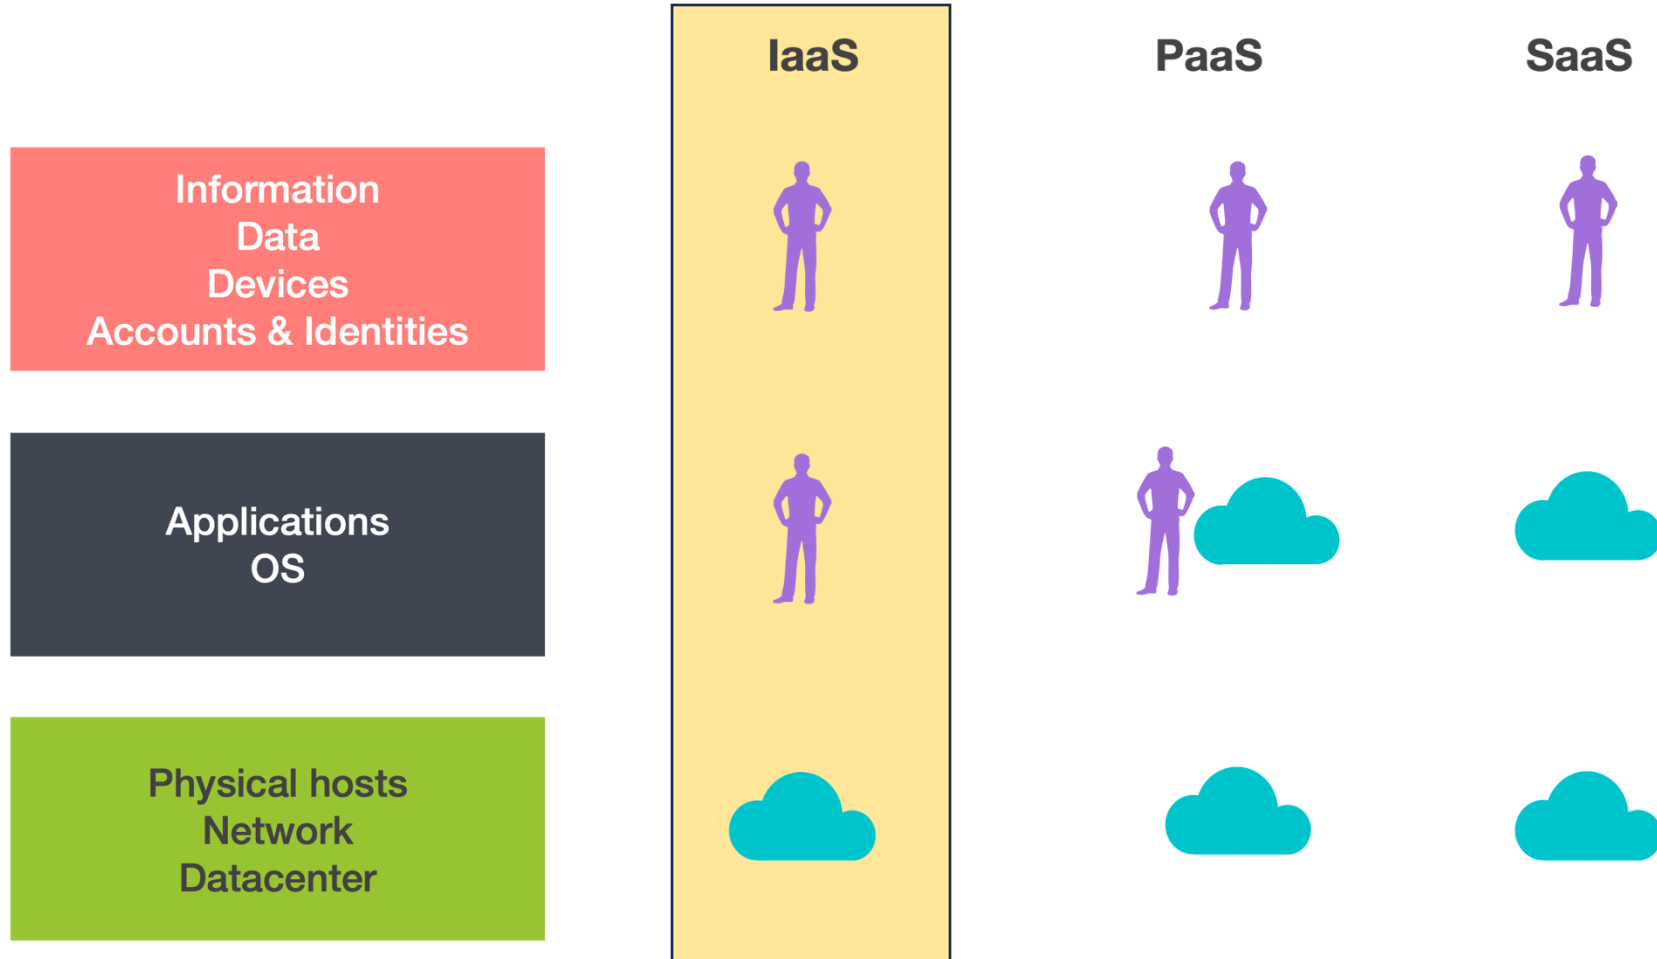 IaaS
PaaS
SaaS
Information
Data
Devices
Accounts & Identities
Applications
OS
Physical hosts
Network
Datacenter